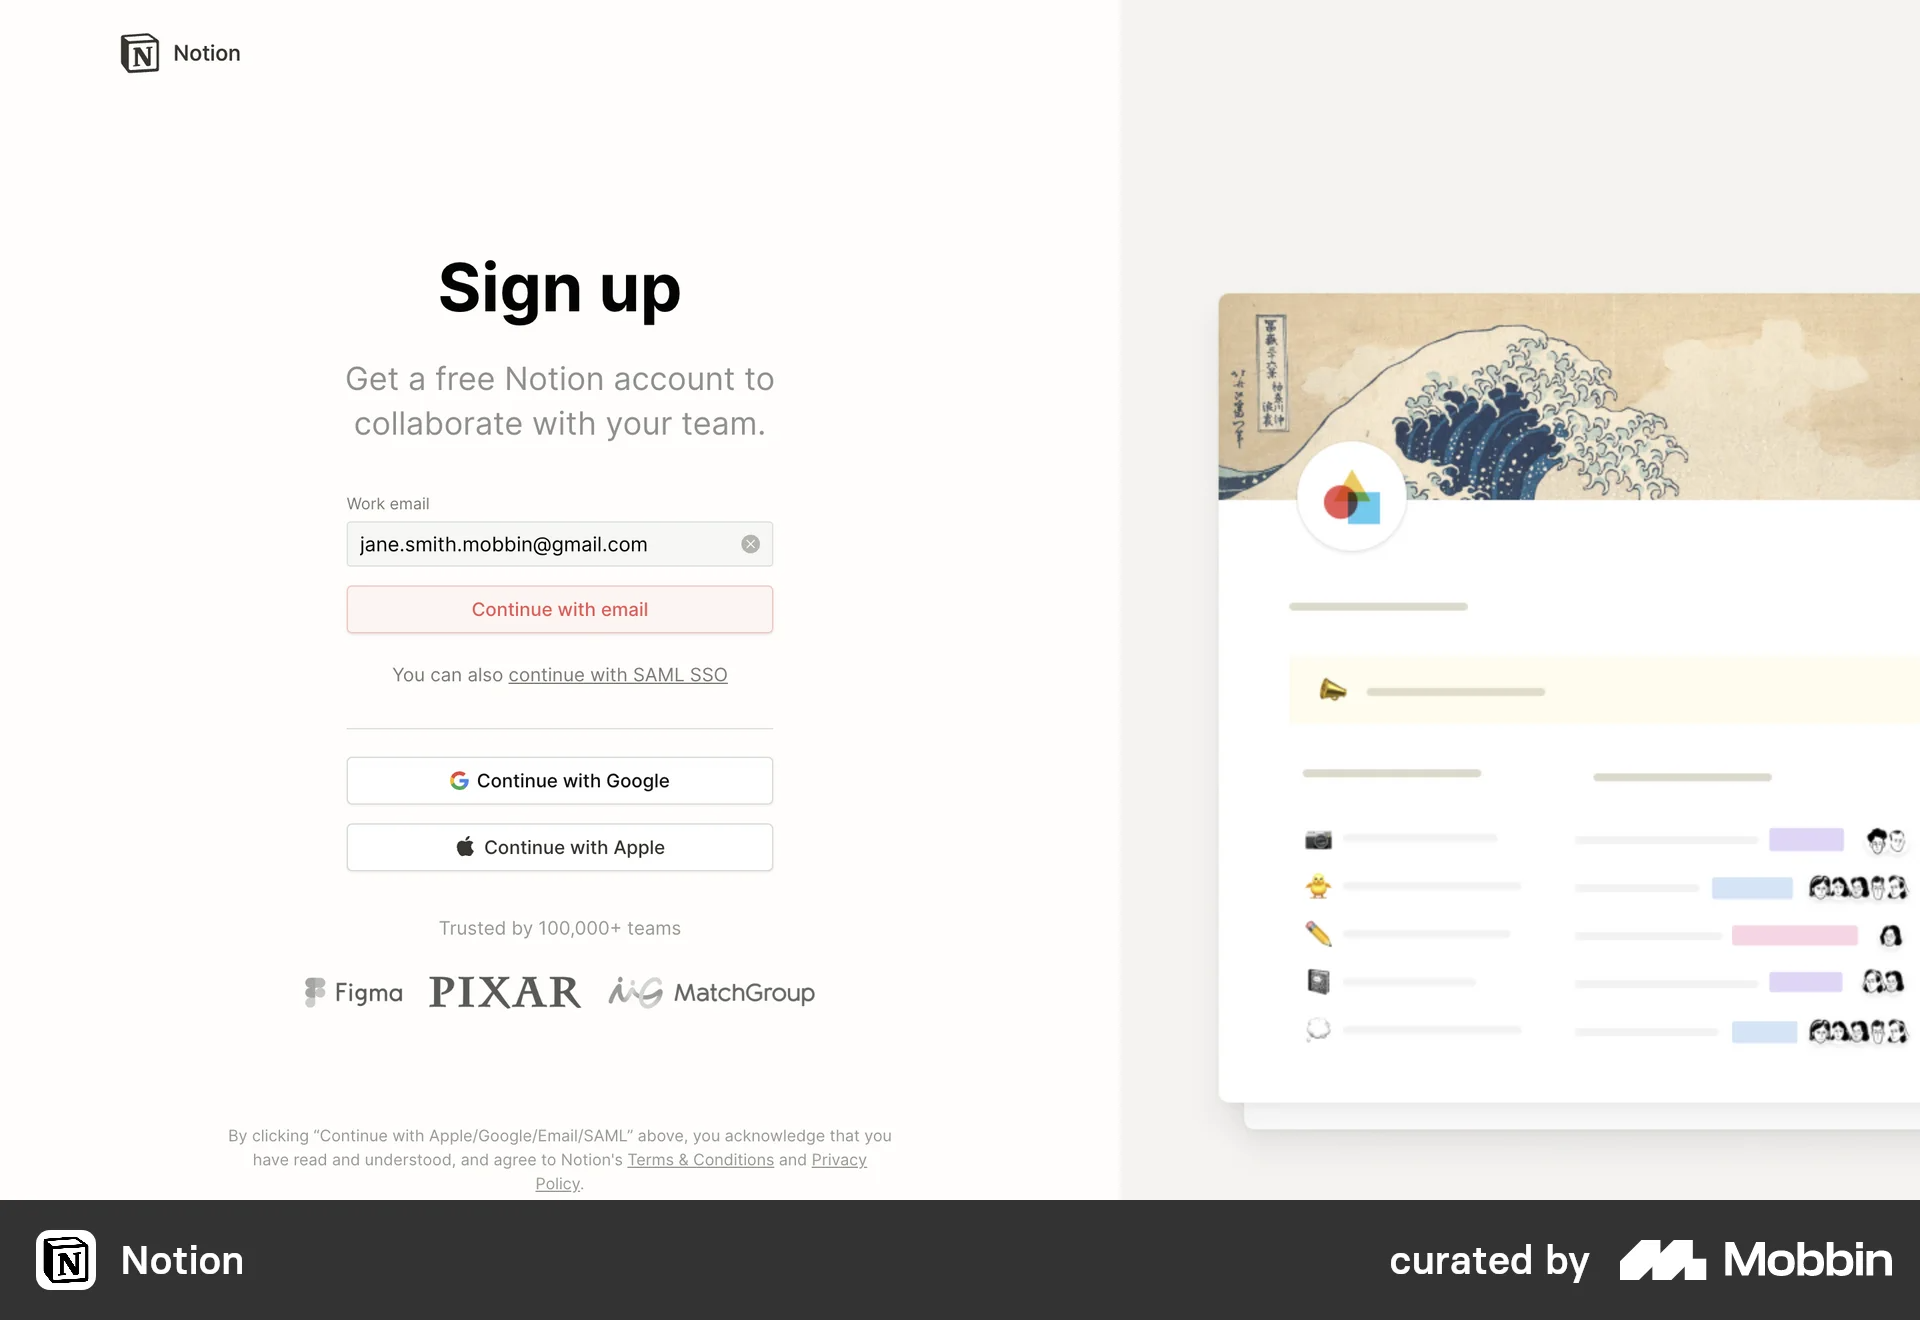 Notion
Sign up
Get a free Notion account to
collaborate with your team.
Work email
jane.smith.mobbin@gmail.com
Continue with email
You can also continue with SAML SSO
Continue with Google
Continue with Apple
Trusted by 100,000+ teams
Figma PIXAR MatchGroup
By clicking “Continue with Apple/Google/Email/SAML” above, you acknowledge that you
have read and understood, and agree to Notion's Terms & Conditions and Privacy
Policy.
Notion
curated by Mobbin